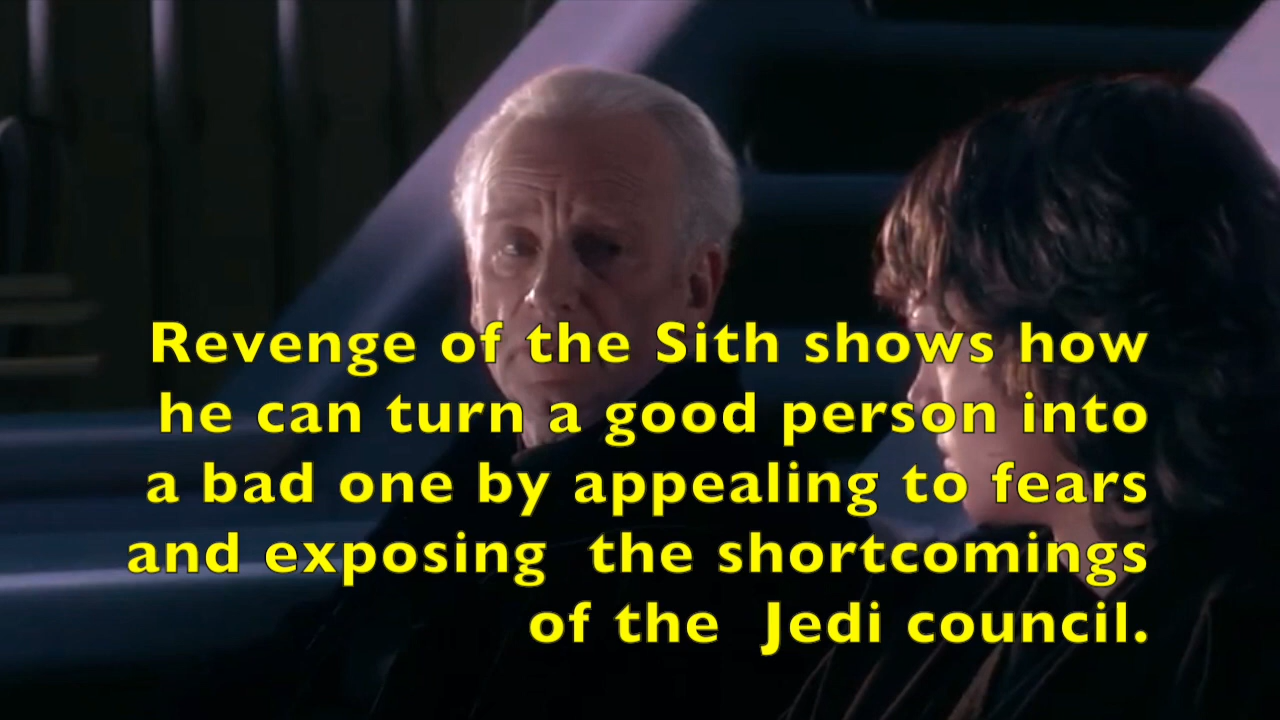 Revenge of the Sith shows how
he can turn a good person into
a bad one by appealing to fears
and exposing  the shortcomings
of the  Jedi council.